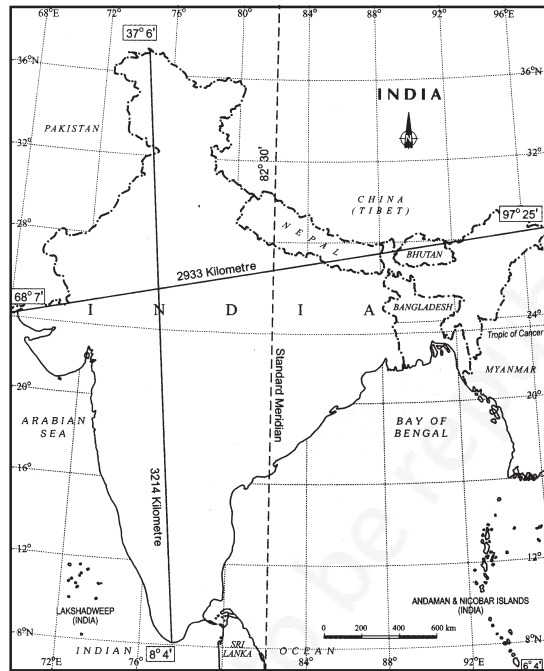 68°E
72°
76°
80°
84°
88°
92°
96°E
37° 6'
36°N
36°N
INDIA
N
PAKISTAN
32°
32°
82° 30'
CHINA
(TIBET)
97° 25'
28°
28°
NEPAL
BHUTAN
2933 Kilometre
68° 7'
INDIA
BANGLADESH
24°
Tropic of Cancer
MYANMAR
20°
20°
Standard Meridian
ARABIAN
SEA
BAY OF
BENGAL
16°
16°
3214 Kilometre
12°
12°
LAKSHADWEEP
(INDIA)
ANDAMAN & NICOBAR ISLANDS
(INDIA)
0 200 400 600 km
8°N
8°N
8° 4'
INDIAN OCEAN
SRI
LANKA
72°E
76°
80°
84°
88°
92°E
6° 4'
be repub